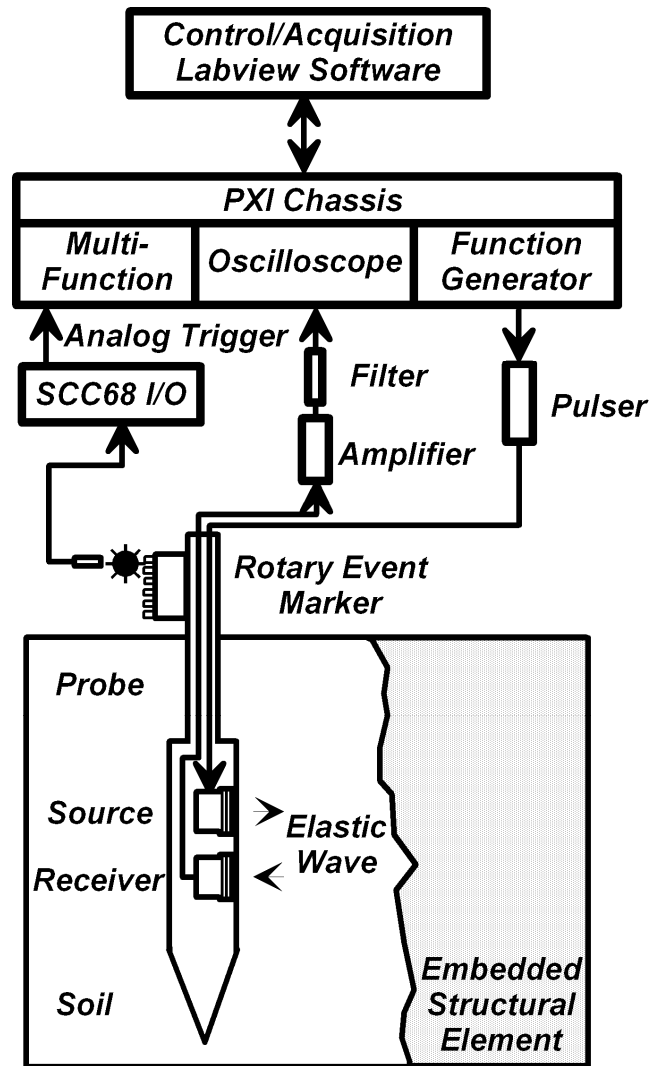 Control/Acquisition
Labview Software
PXI Chassis
Multi-
Function
Oscilloscope
Function
Generator
Analog Trigger
SCC68 I/O
Filter
Amplifier
Pulser
Rotary Event
Marker
Probe
Source
Receiver
Elastic
Wave
Soil
Embedded
Structural
Element